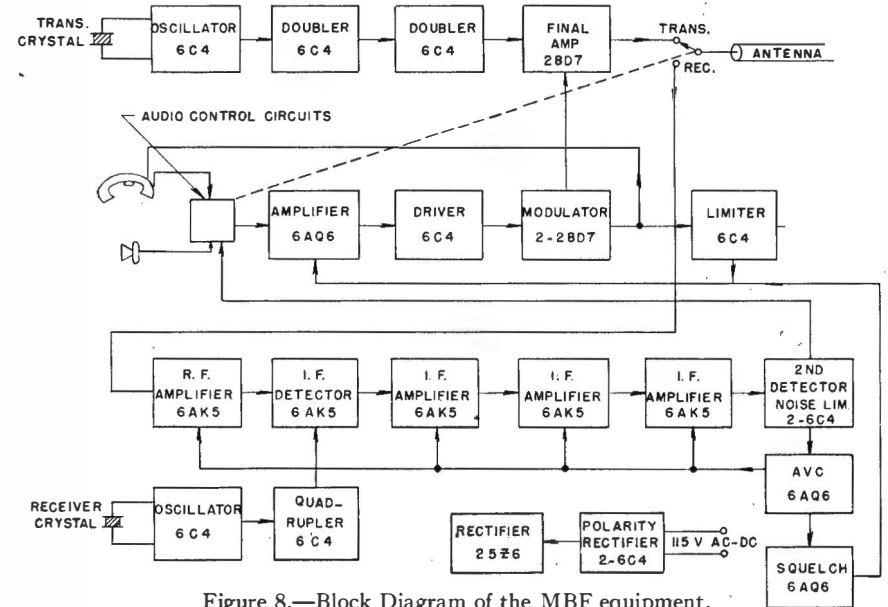 TRANS.
CRYSTAL
OSCILLATOR
6C4
DOUBLER
6C4
DOUBLER
6C4
FINAL
AMP
28D7
TRANS.
REC.
ANTENNA
AUDIO CONTROL CIRCUITS
AMPLIFIER
6AQ6
DRIVER
6C4
MODULATOR
2-28D7
LIMITER
6C4
R. F.
AMPLIFIER
6AK5
I. F.
DETECTOR
6AK5
I. F.
AMPLIFIER
6AK5
I. F.
AMPLIFIER
6AK5
I. F.
AMPLIFIER
6AK5
2ND
DETECTOR
NOISE LIM.
2-6C4
AVC
6AQ6
SQUELCH
6AQ6
RECEIVER
CRYSTAL
OSCILLATOR
6C4
QUAD-
RUPLER
6C4
RECTIFIER
25Z6
POLARITY
RECTIFIER
2-6C4
115 V AC-DC
Figure 8.—Block Diagram of the MBF equipment.